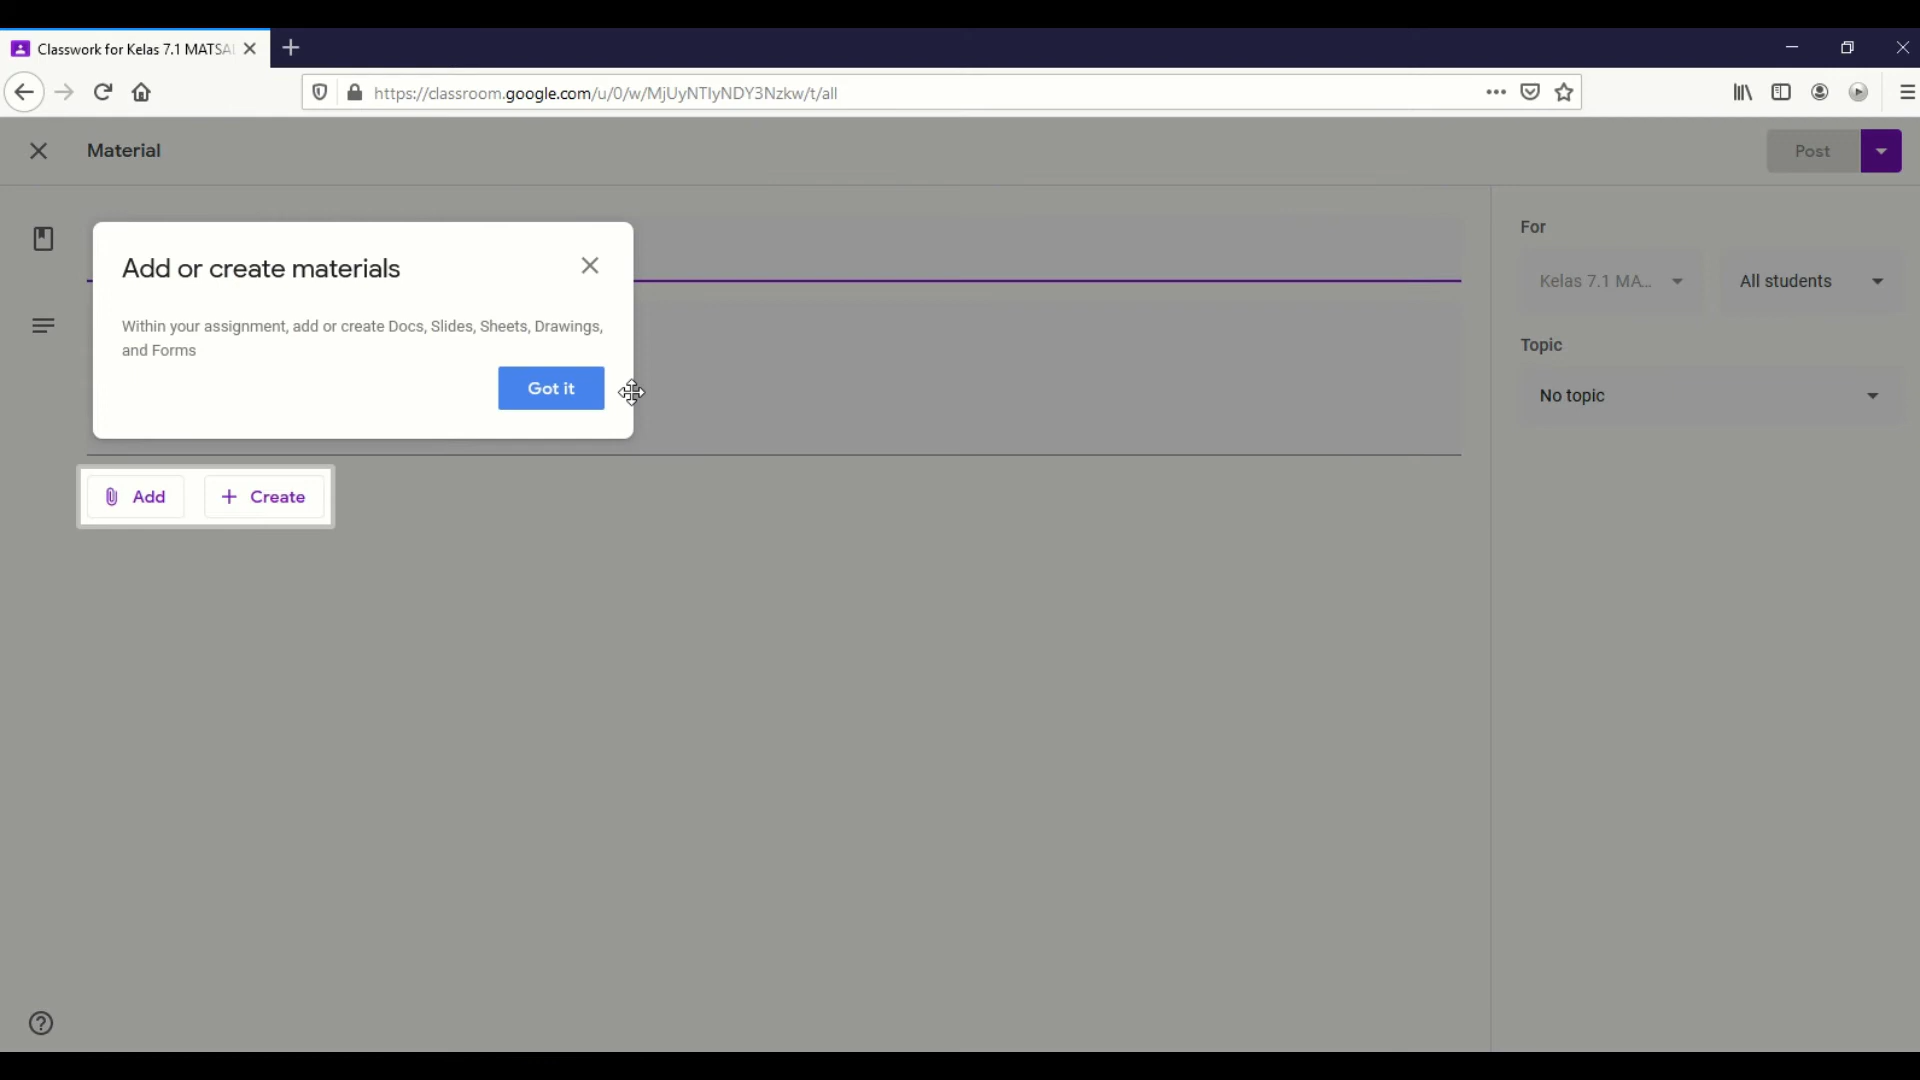 Classwork for Kelas 7.1 MATSA
https://classroom.google.com/u/0/w/MjUyNTIyNDY3Nzkw/t/all
Material
Post
Add or create materials
Within your assignment, add or create Docs, Slides, Sheets, Drawings,
and Forms
Got it
Add
Create
For
Kelas 7.1 MA...
All students
Topic
No topic